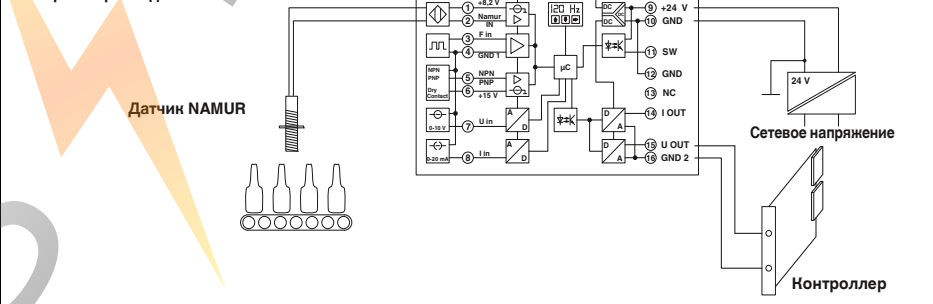 +8,2 V
1
Namur
2
IN
120 Hz
DC
DC
DC
DC
9 +24 V
10 GND
F in
3
4
GND 1
11 SW
µC
12 GND
13 NC
NPN
PNP
Dry
Contact
5 NPN
PNP
6 +15 V
24 V
Датчик NAMUR
0-10 V
7 U in
A
D
D
A
14 I OUT
Сетевое напряжение
0-20 mA
8 I in
A
D
D
A
15 U OUT
16 GND 2
Контроллер